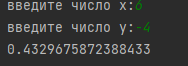 введите число x:6
введите число y:-4
0.4329675872388433